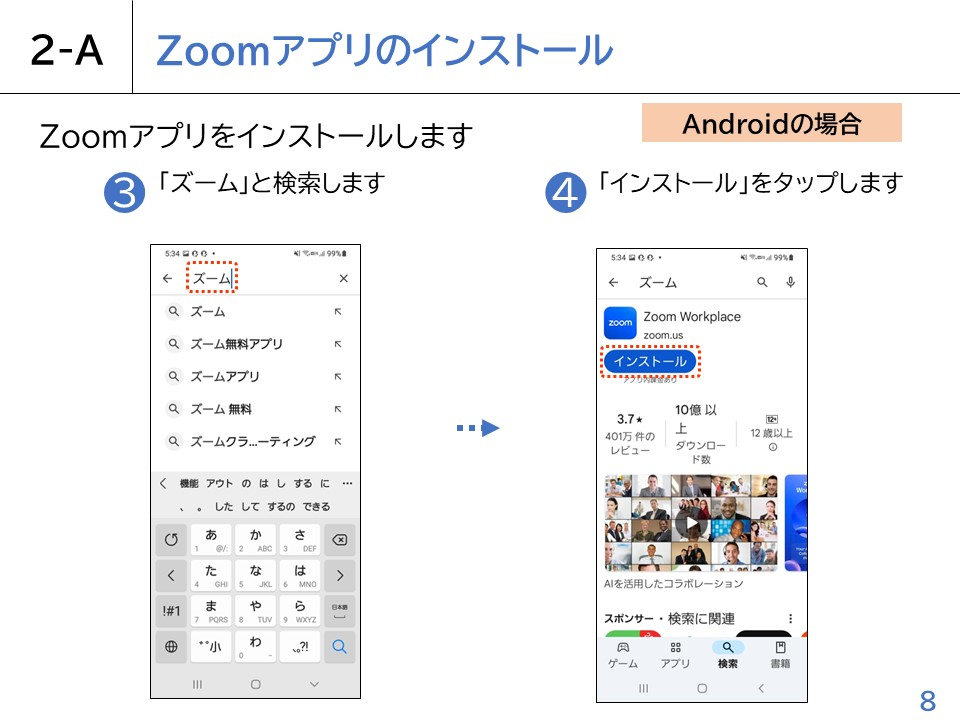 2-A
Zoomアプリのインストール
Zoomアプリをインストールします
Androidの場合
3
「ズーム」と検索します
4
「インストール」をタップします
5:34
99%
ズーム
ズーム
ズーム無料アプリ
ズームアプリ
ズーム 無料
ズームクラ…ーティング
機能 アウト の は し する に …
、 。 した して するの できる
あ か さ
1 @/: 2 ABC 3 DEF
た な は
4 GHI 5 JKL 6 MNO
!#1 ま や ら 日本語
7 PQRS 8 TUV 9 WXYZ
小 わ 、。?!
0
5:34
99%
ズーム
zoom
Zoom Workplace
zoom.us
インストール
アプリ内課金あり
3.7★
401万 件の
レビュー
10億 以
上
ダウンロー
ド数
12+
12 歳以上
AIを活用したコラボレーション
スポンサー・検索に関連
ゲーム アプリ 検索 書籍
8